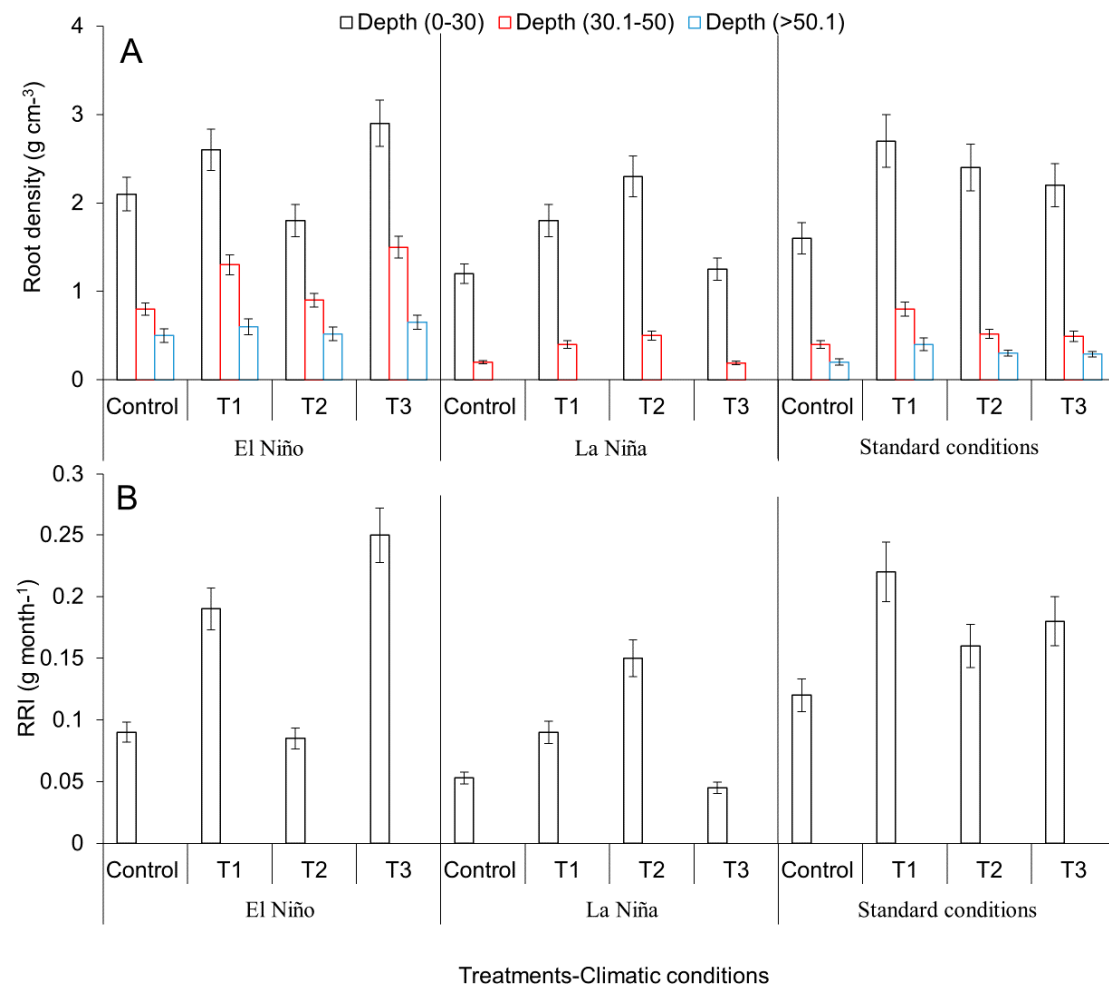 Depth (0-30) Depth (30.1-50) Depth (>50.1)
A
Root density (g cm-3)
4
3
2
1
0
Control T1 T2 T3 Control T1 T2 T3 Control T1 T2 T3
El Niño La Niña Standard conditions
B
RRI (g month-1)
0.3
0.25
0.2
0.15
0.1
0.05
0
Control T1 T2 T3 Control T1 T2 T3 Control T1 T2 T3
El Niño La Niña Standard conditions
Treatments-Climatic conditions